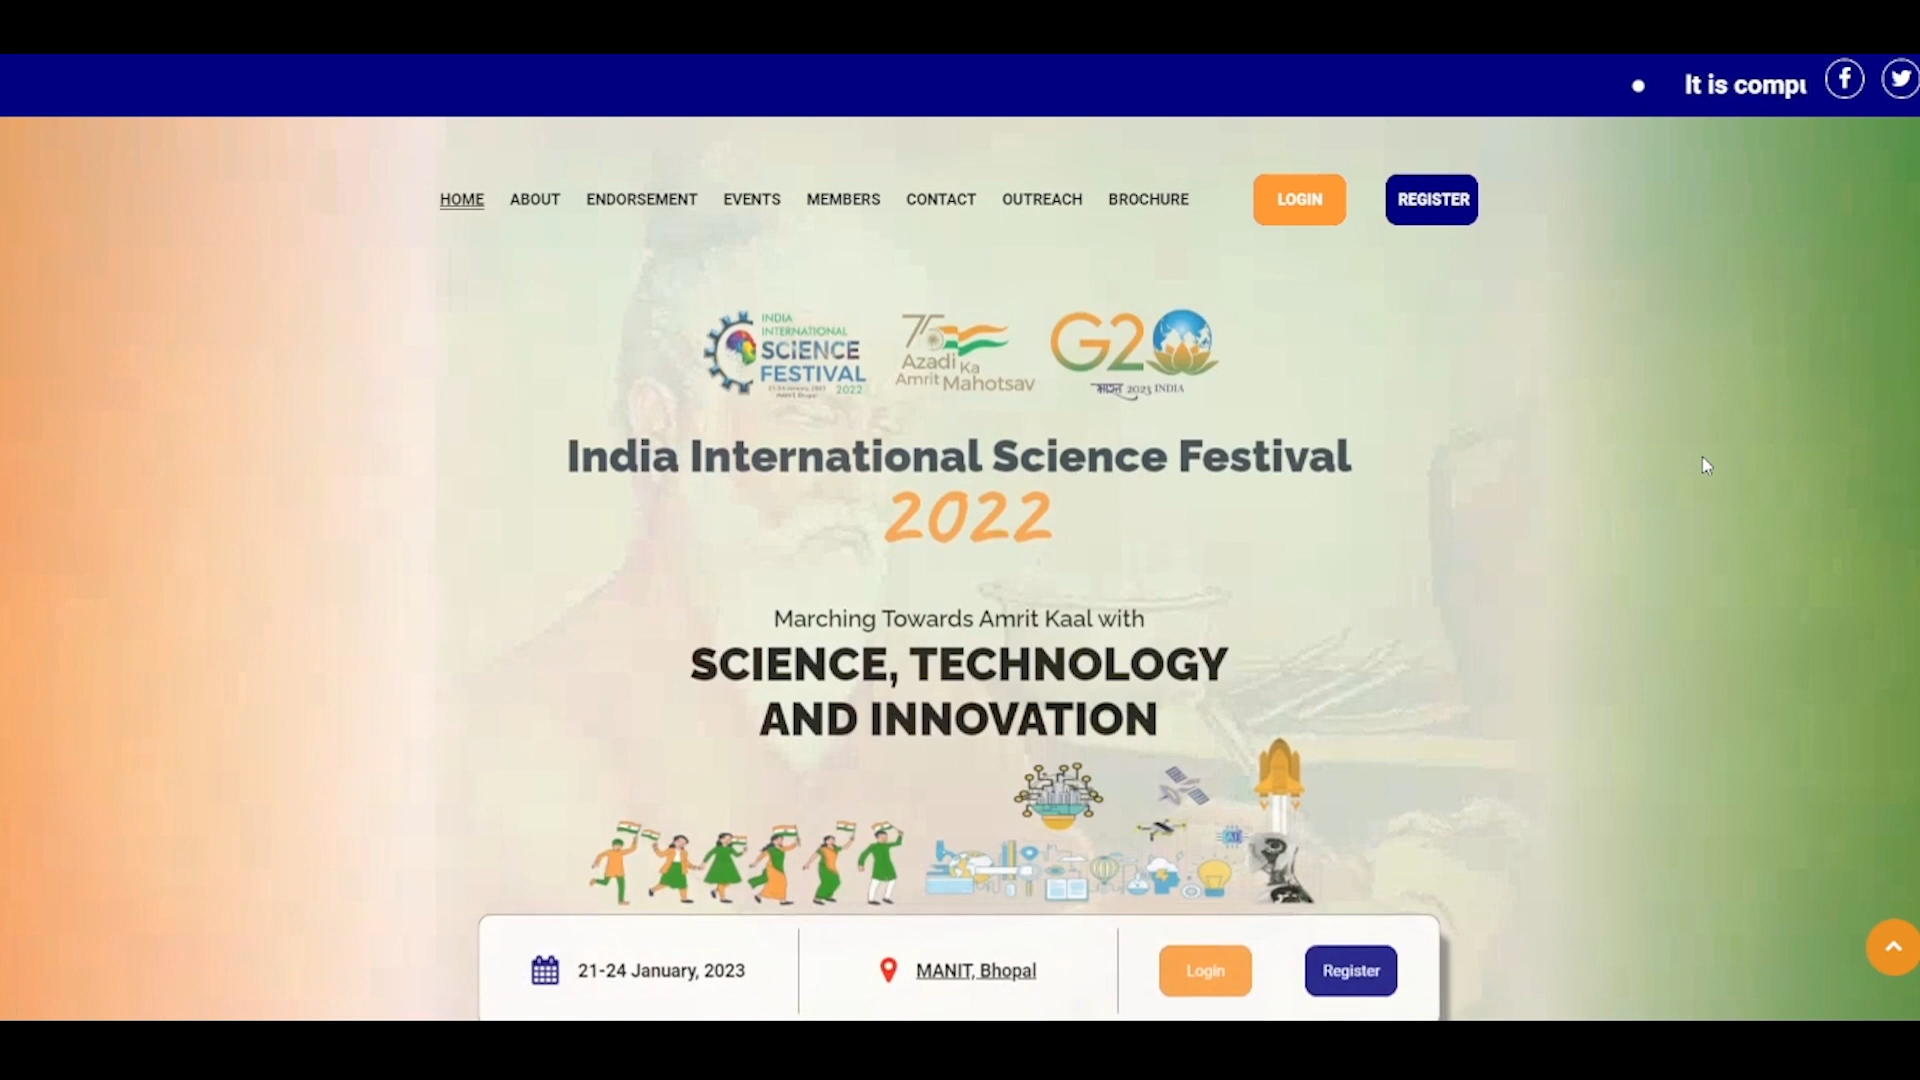 It is compu
HOME ABOUT ENDORSEMENT EVENTS MEMBERS CONTACT OUTREACH BROCHURE LOGIN REGISTER
INDIA
INTERNATIONAL
SCIENCE
FESTIVAL
2022
75
Azadi Ka
Amrit Mahotsav
G20
भारत 2023 INDIA
India International Science Festival
2022
Marching Towards Amrit Kaal with
SCIENCE, TECHNOLOGY
AND INNOVATION
AI
21-24 January, 2023
MANIT, Bhopal
Login Register